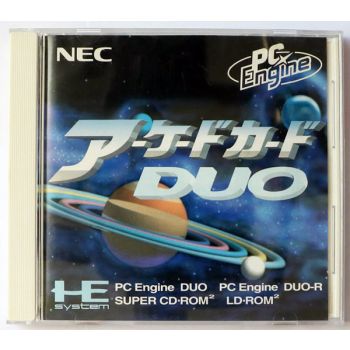 NEC
PC Engine
アーケードカード
DUO
HE system
PC Engine DUO PC Engine DUO-R
SUPER CD-ROM² LD-ROM²